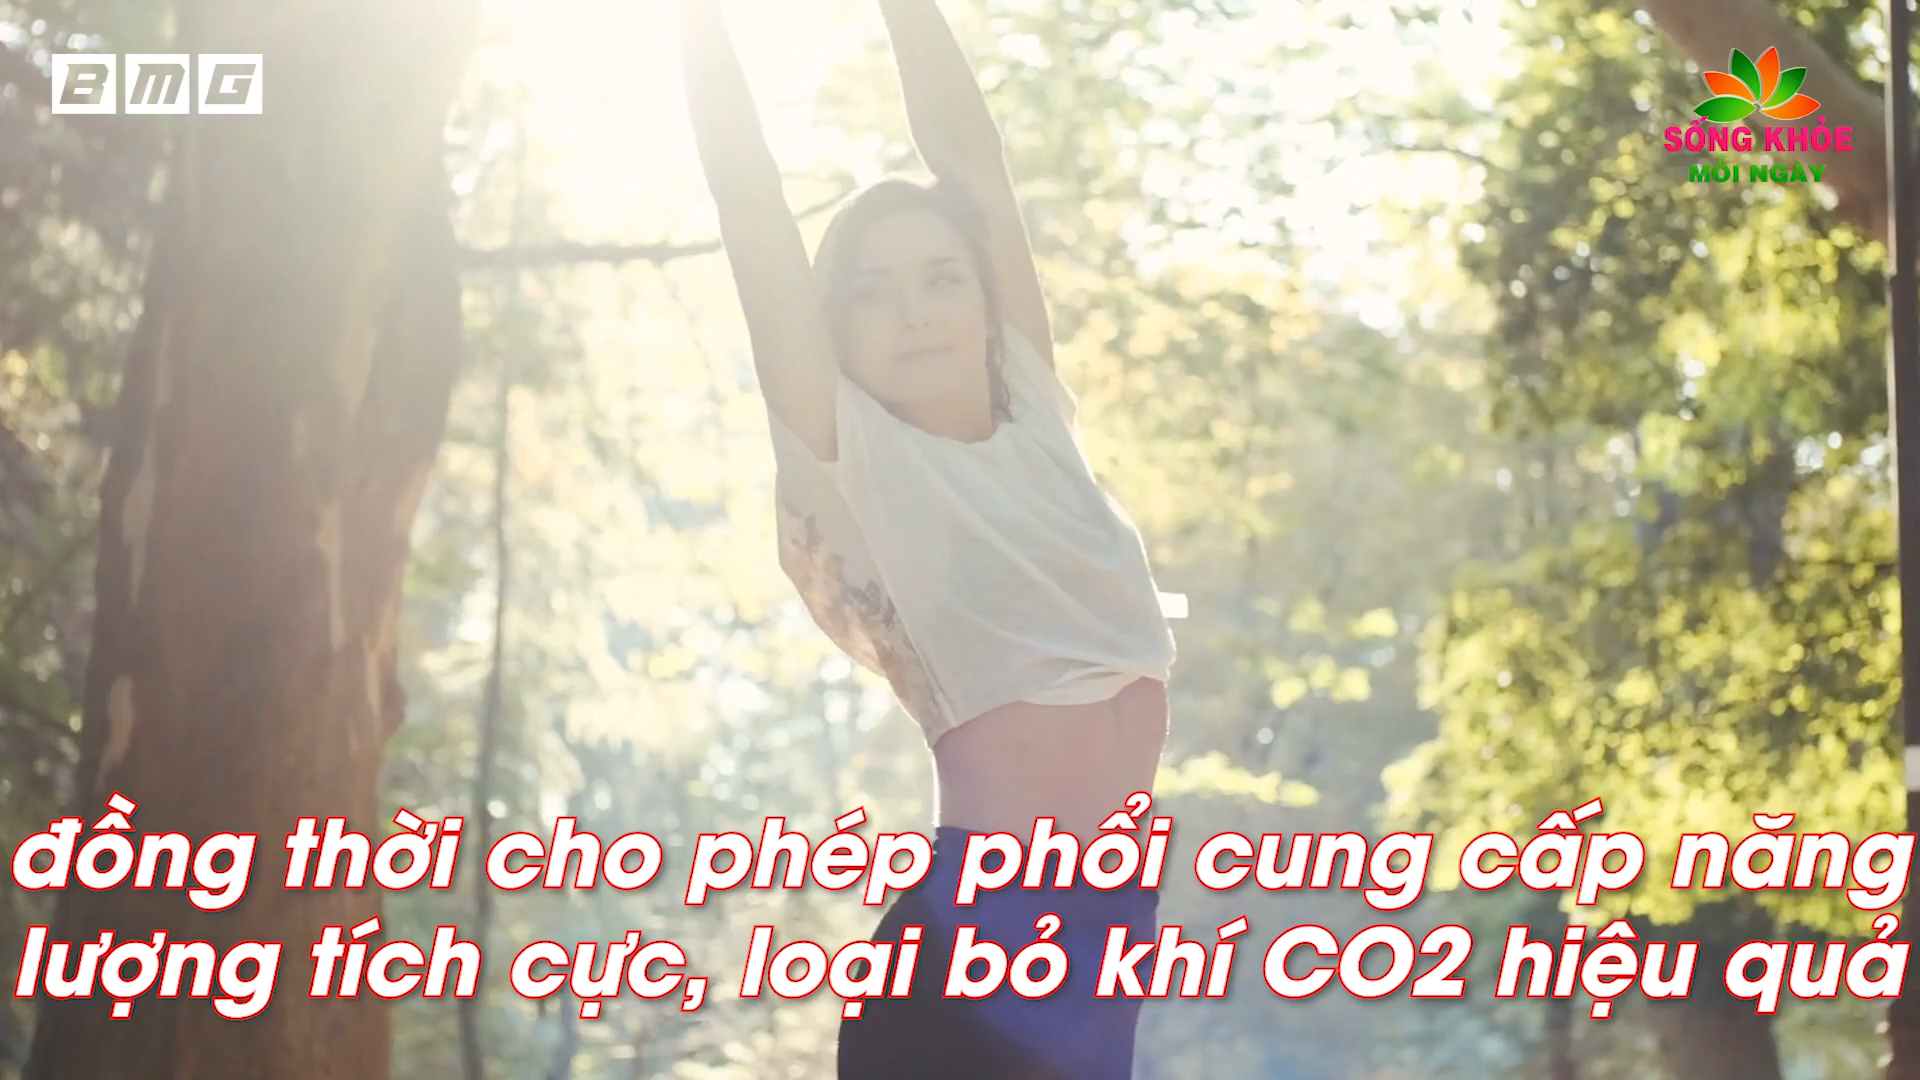 BMG
SỐNG KHỎE
MỖI NGÀY
đồng thời cho phép phổi cung cấp năng
lượng tích cực, loại bỏ khí CO2 hiệu quả